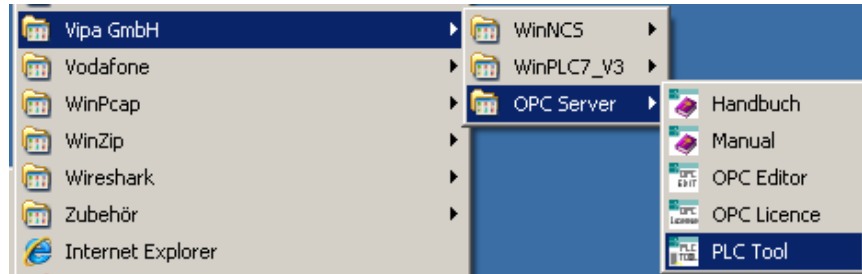 Vipa GmbH
Vodafone
WinPcap
WinZip
Wireshark
Zubehör
Internet Explorer
WinNCS
WinPLC7_V3
OPC Server
Handbuch
Manual
OPC Editor
OPC Licence
PLC Tool